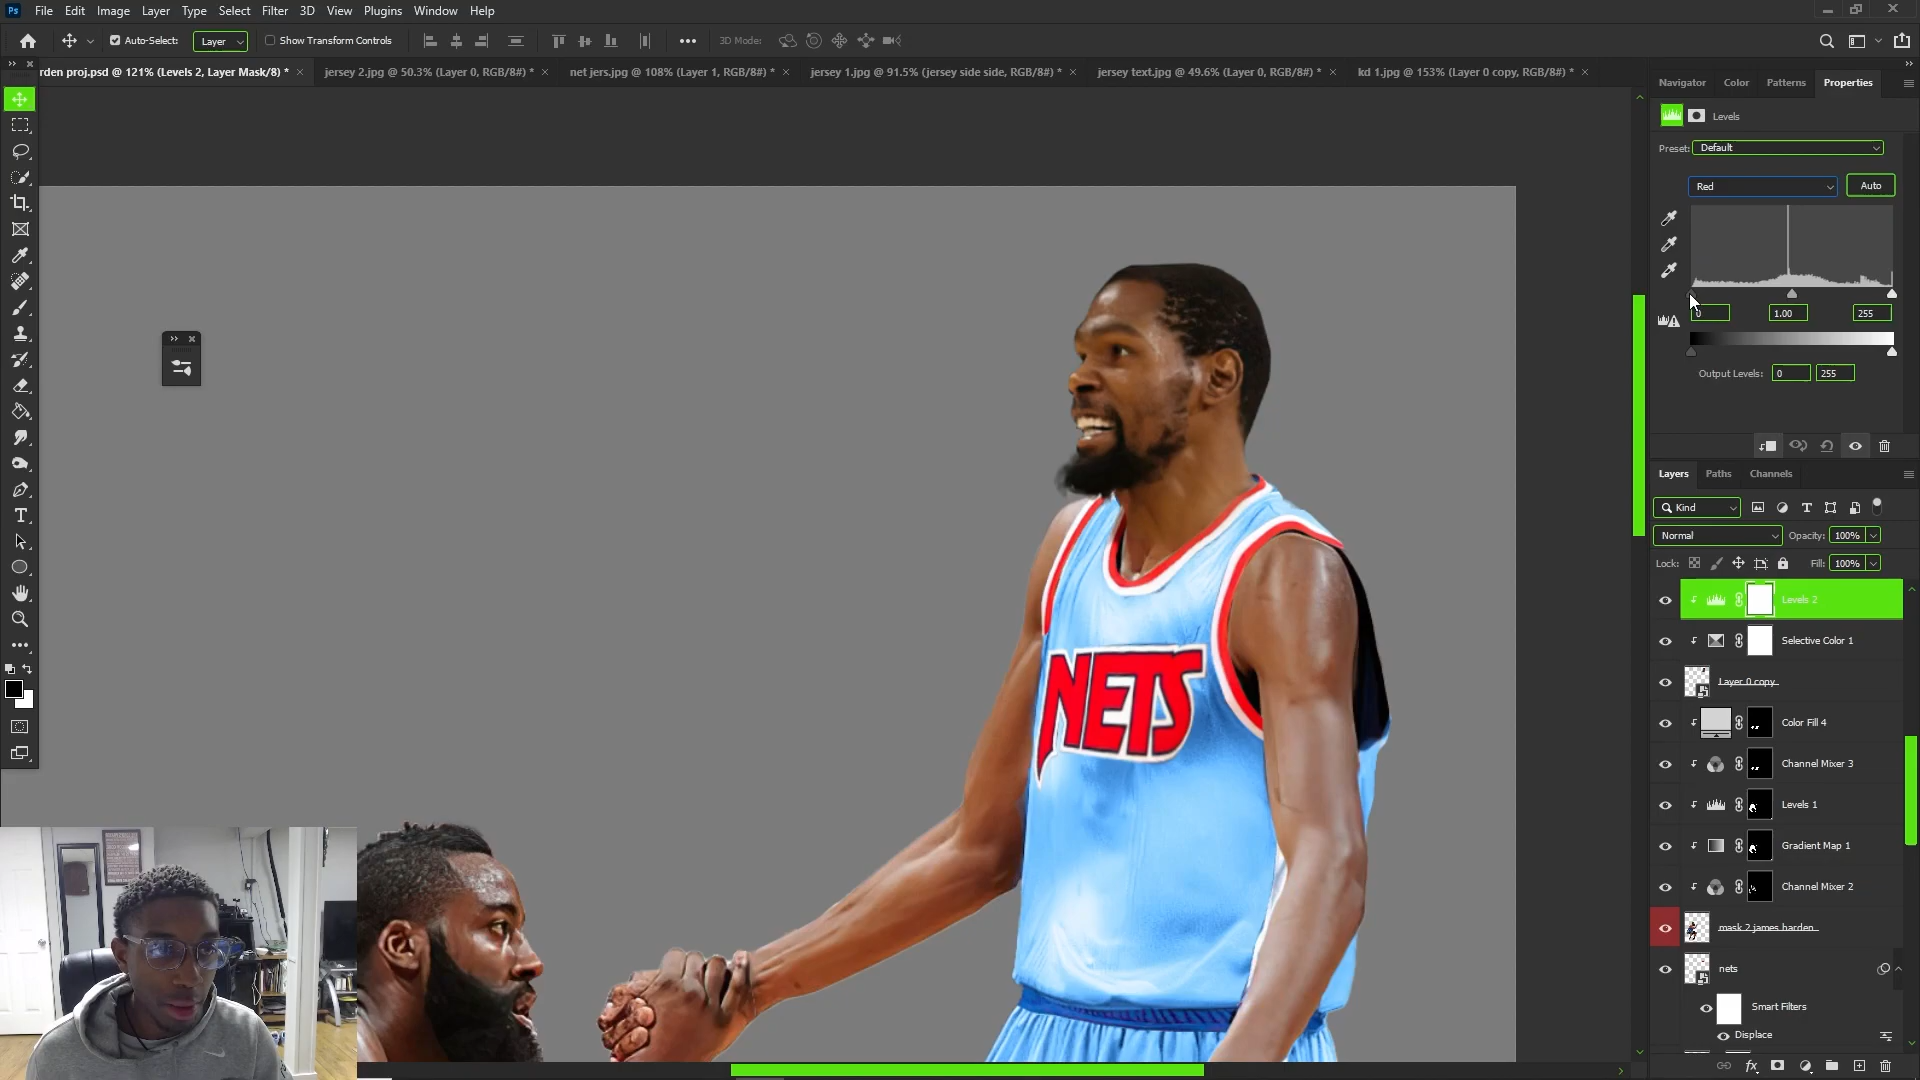 Ps File Edit Image Layer Type Select Filter 3D View Plugins Window Help
Auto-Select: Layer Show Transform Controls 3D Mode:
rden proj.psd @ 121% (Levels 2, Layer Mask/8) * jersey 2.jpg @ 50.3% (Layer 0, RGB/8#) * net jers.jpg @ 108% (Layer 1, RGB/8#) * jersey 1.jpg @ 91.5% (jersey side side, RGB/8#) * jersey text.jpg @ 49.6% (Layer 0, RGB/8#) * kd 1.jpg @ 153% (Layer 0 copy, RGB/8#) *
Navigator Color Patterns Properties
Levels
Preset: Default
Red Auto
0 1.00 255
Output Levels: 0 255
Layers Paths Channels
Kind
Normal Opacity: 100%
Lock: Fill: 100%
Levels 2
Selective Color 1
Layer 0 copy
Color Fill 4
Channel Mixer 3
Levels 1
Gradient Map 1
Channel Mixer 2
mask 2 james harden
nets
Smart Filters
Displace
NETS